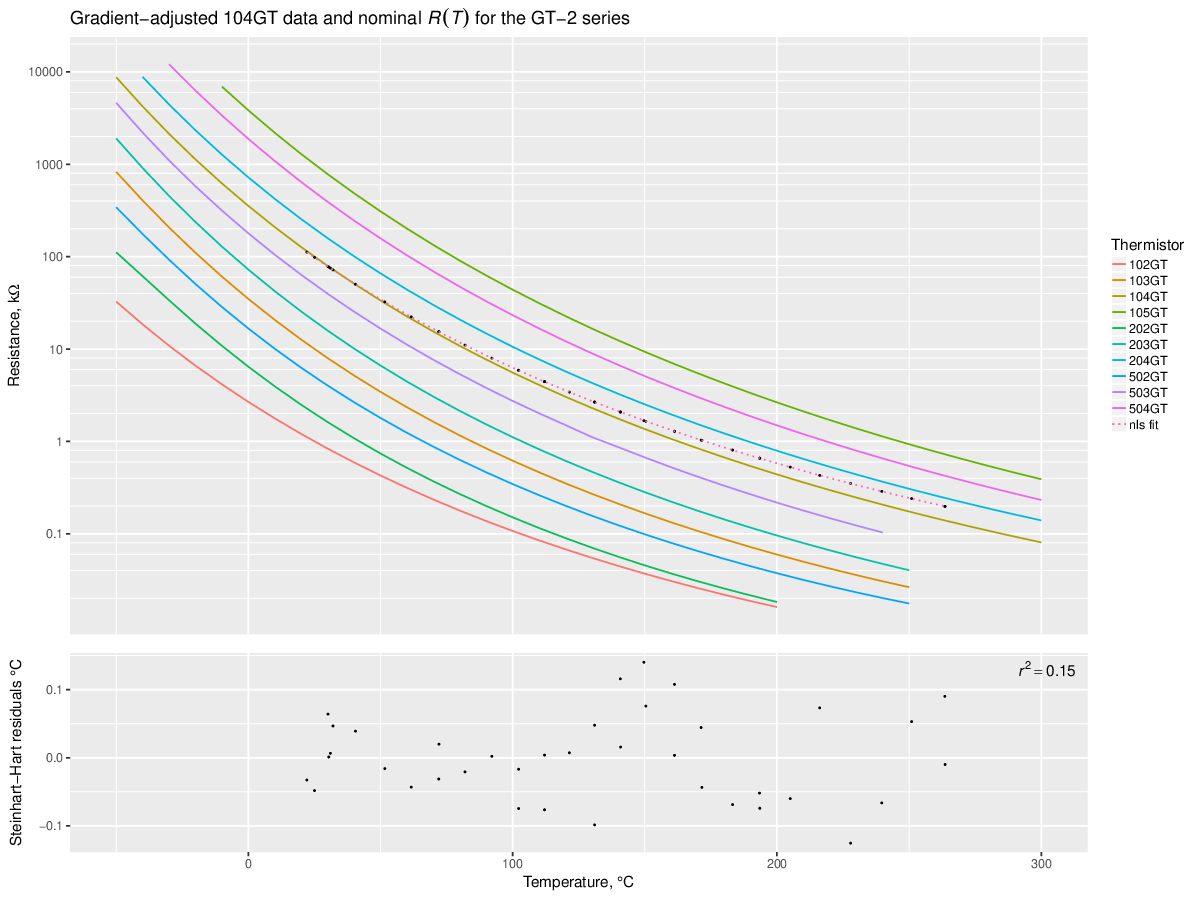 Gradient−adjusted 104GT data and nominal R(T) for the GT−2 series
Resistance, kΩ
10000
1000
100
10
1
0.1
Thermistor
102GT
103GT
104GT
105GT
202GT
203GT
204GT
502GT
503GT
504GT
nls fit
Steinhart−Hart residuals °C
r² = 0.15
0.1
0.0
−0.1
0
100
200
300
Temperature, °C